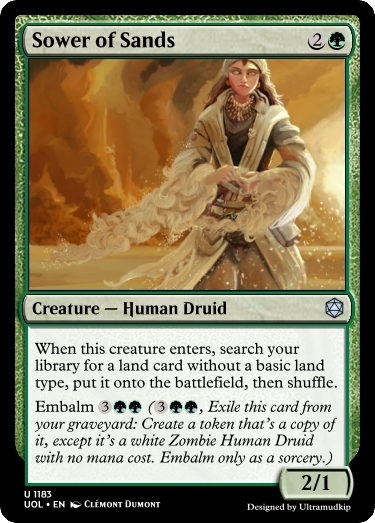 Sower of Sands 2
Creature — Human Druid
When this creature enters, search your
library for a land card without a basic land
type, put it onto the battlefield, then shuffle.
Embalm 3 (3, Exile this card from
your graveyard: Create a token that's a copy of
it, except it's a white Zombie Human Druid
with no mana cost. Embalm only as a sorcery.)
2/1
U 1183
UOL • EN Clémont Dumont
Designed by Ultramudkip